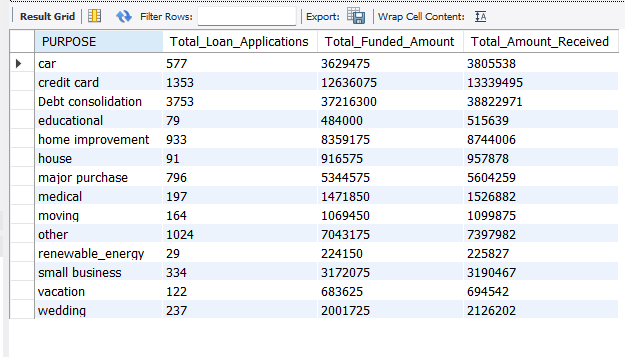 Result Grid Filter Rows: Export: Wrap Cell Content: IA
PURPOSE Total_Loan_Applications Total_Funded_Amount Total_Amount_Received
car 577 3629475 3805538
credit card 1353 12636075 13339495
Debt consolidation 3753 37216300 38822971
educational 79 484000 515639
home improvement 933 8359175 8744006
house 91 916575 957878
major purchase 796 5344575 5604259
medical 197 1471850 1526882
moving 164 1069450 1099875
other 1024 7043175 7397982
renewable_energy 29 224150 225827
small business 334 3172075 3190467
vacation 122 683625 694542
wedding 237 2001725 2126202